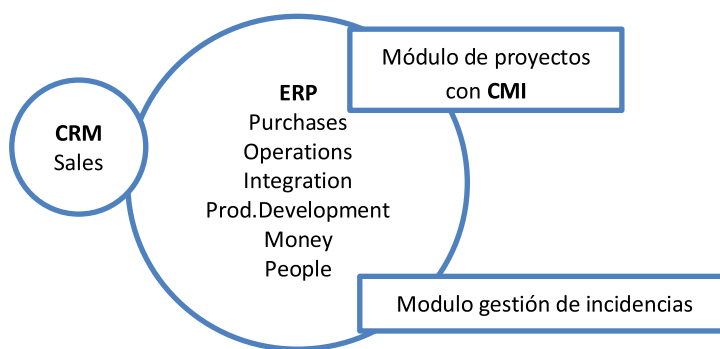 CRM
Sales
ERP
Purchases
Operations
Integration
Prod.Development
Money
People
Módulo de proyectos
con CMI
Modulo gestión de incidencias